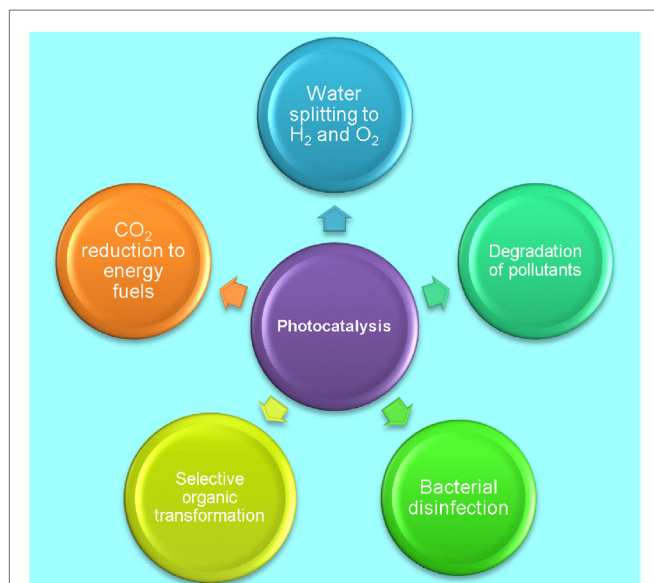 Water
splitting to
H₂ and O₂
CO₂
reduction to
energy
fuels
Degradation
of pollutants
Photocatalysis
Selective
organic
transformation
Bacterial
disinfection